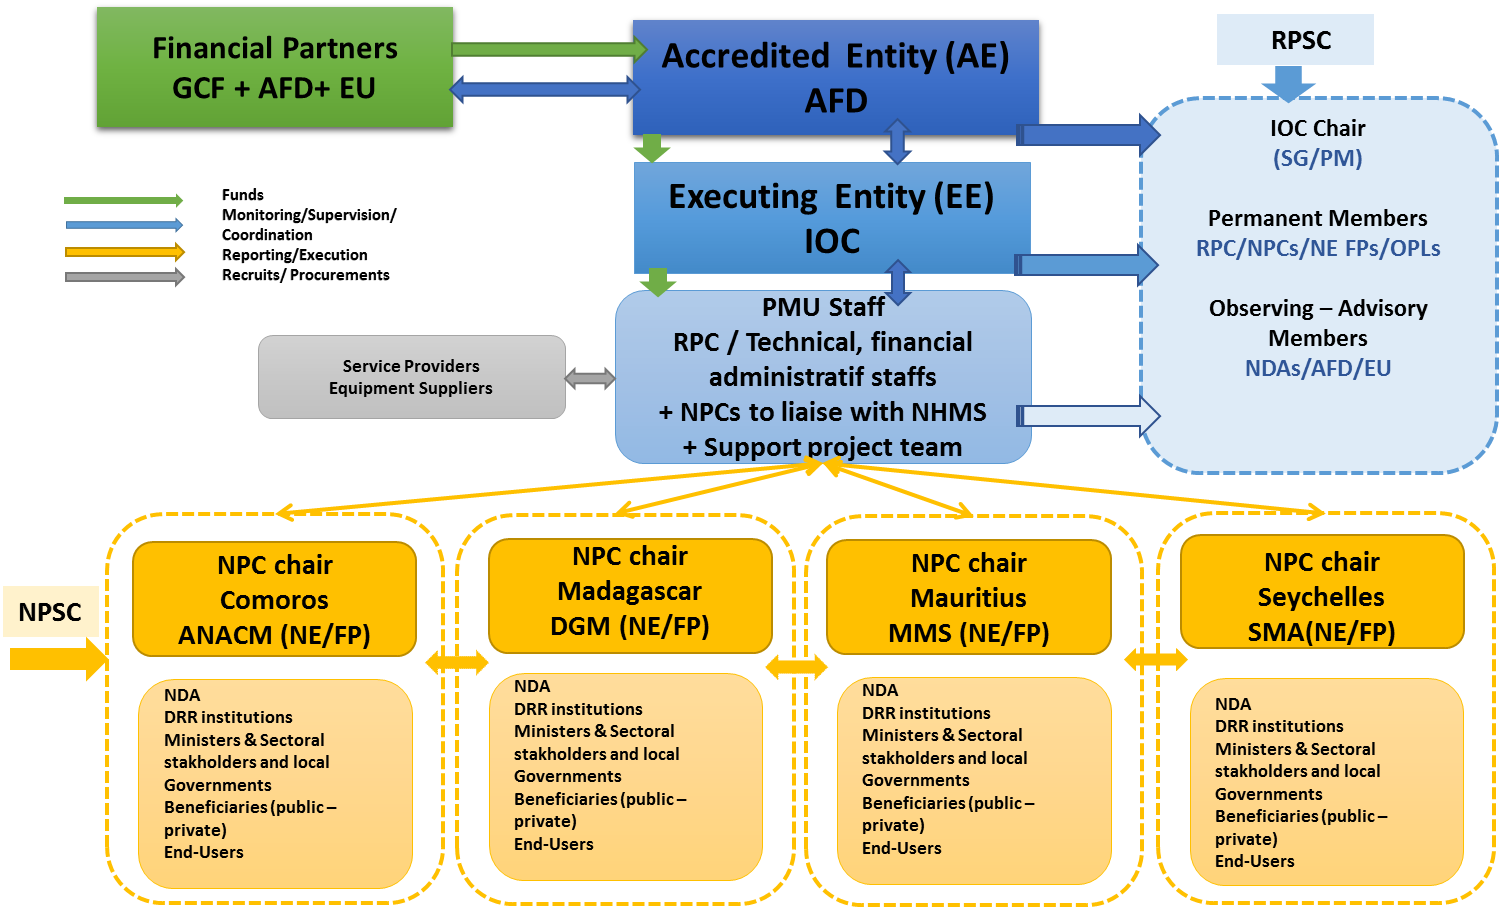 Financial Partners
GCF + AFD+ EU
Accredited Entity (AE)
AFD
RPSC
IOC Chair
(SG/PM)
Permanent Members
RPC/NPCs/NE FPs/OPLs
Observing – Advisory
Members
NDAs/AFD/EU
Funds
Monitoring/Supervision/
Coordination
Reporting/Execution
Recruits/ Procurements
Executing Entity (EE)
IOC
PMU Staff
RPC / Technical, financial
administratif staffs
+ NPCs to liaise with NHMS
+ Support project team
Service Providers
Equipment Suppliers
NPSC
NPC chair
Comoros
ANACM (NE/FP)
NDA
DRR institutions
Ministers & Sectoral
stakholders and local
Governments
Beneficiaries (public –
private)
End-Users
NPC chair
Madagascar
DGM (NE/FP)
NDA
DRR institutions
Ministers & Sectoral
stakholders and local
Governments
Beneficiaries (public –
private)
End-Users
NPC chair
Mauritius
MMS (NE/FP)
NDA
DRR institutions
Ministers & Sectoral
stakholders and local
Governments
Beneficiaries (public –
private)
End-Users
NPC chair
Seychelles
SMA(NE/FP)
NDA
DRR institutions
Ministers & Sectoral
stakholders and local
Governments
Beneficiaries (public –
private)
End-Users